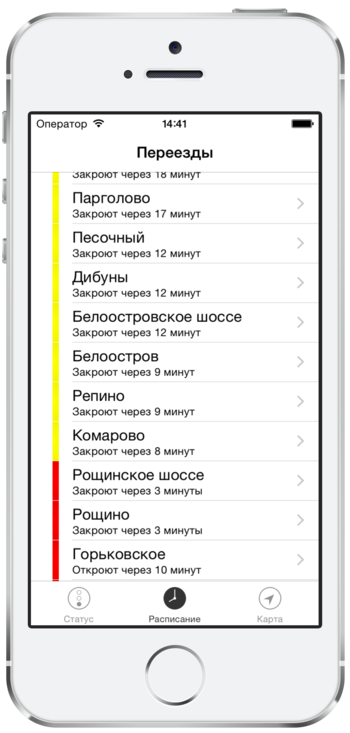 Оператор 14:41
Переезды
Закроют через 18 минут
Парголово
Закроют через 17 минут
Песочный
Закроют через 12 минут
Дибуны
Закроют через 12 минут
Белоостровское шоссе
Закроют через 12 минут
Белоостров
Закроют через 9 минут
Репино
Закроют через 9 минут
Комарово
Закроют через 8 минут
Рощинское шоссе
Закроют через 3 минуты
Рощино
Закроют через 3 минуты
Горьковское
Откроют через 10 минут
Статус Расписание Карта